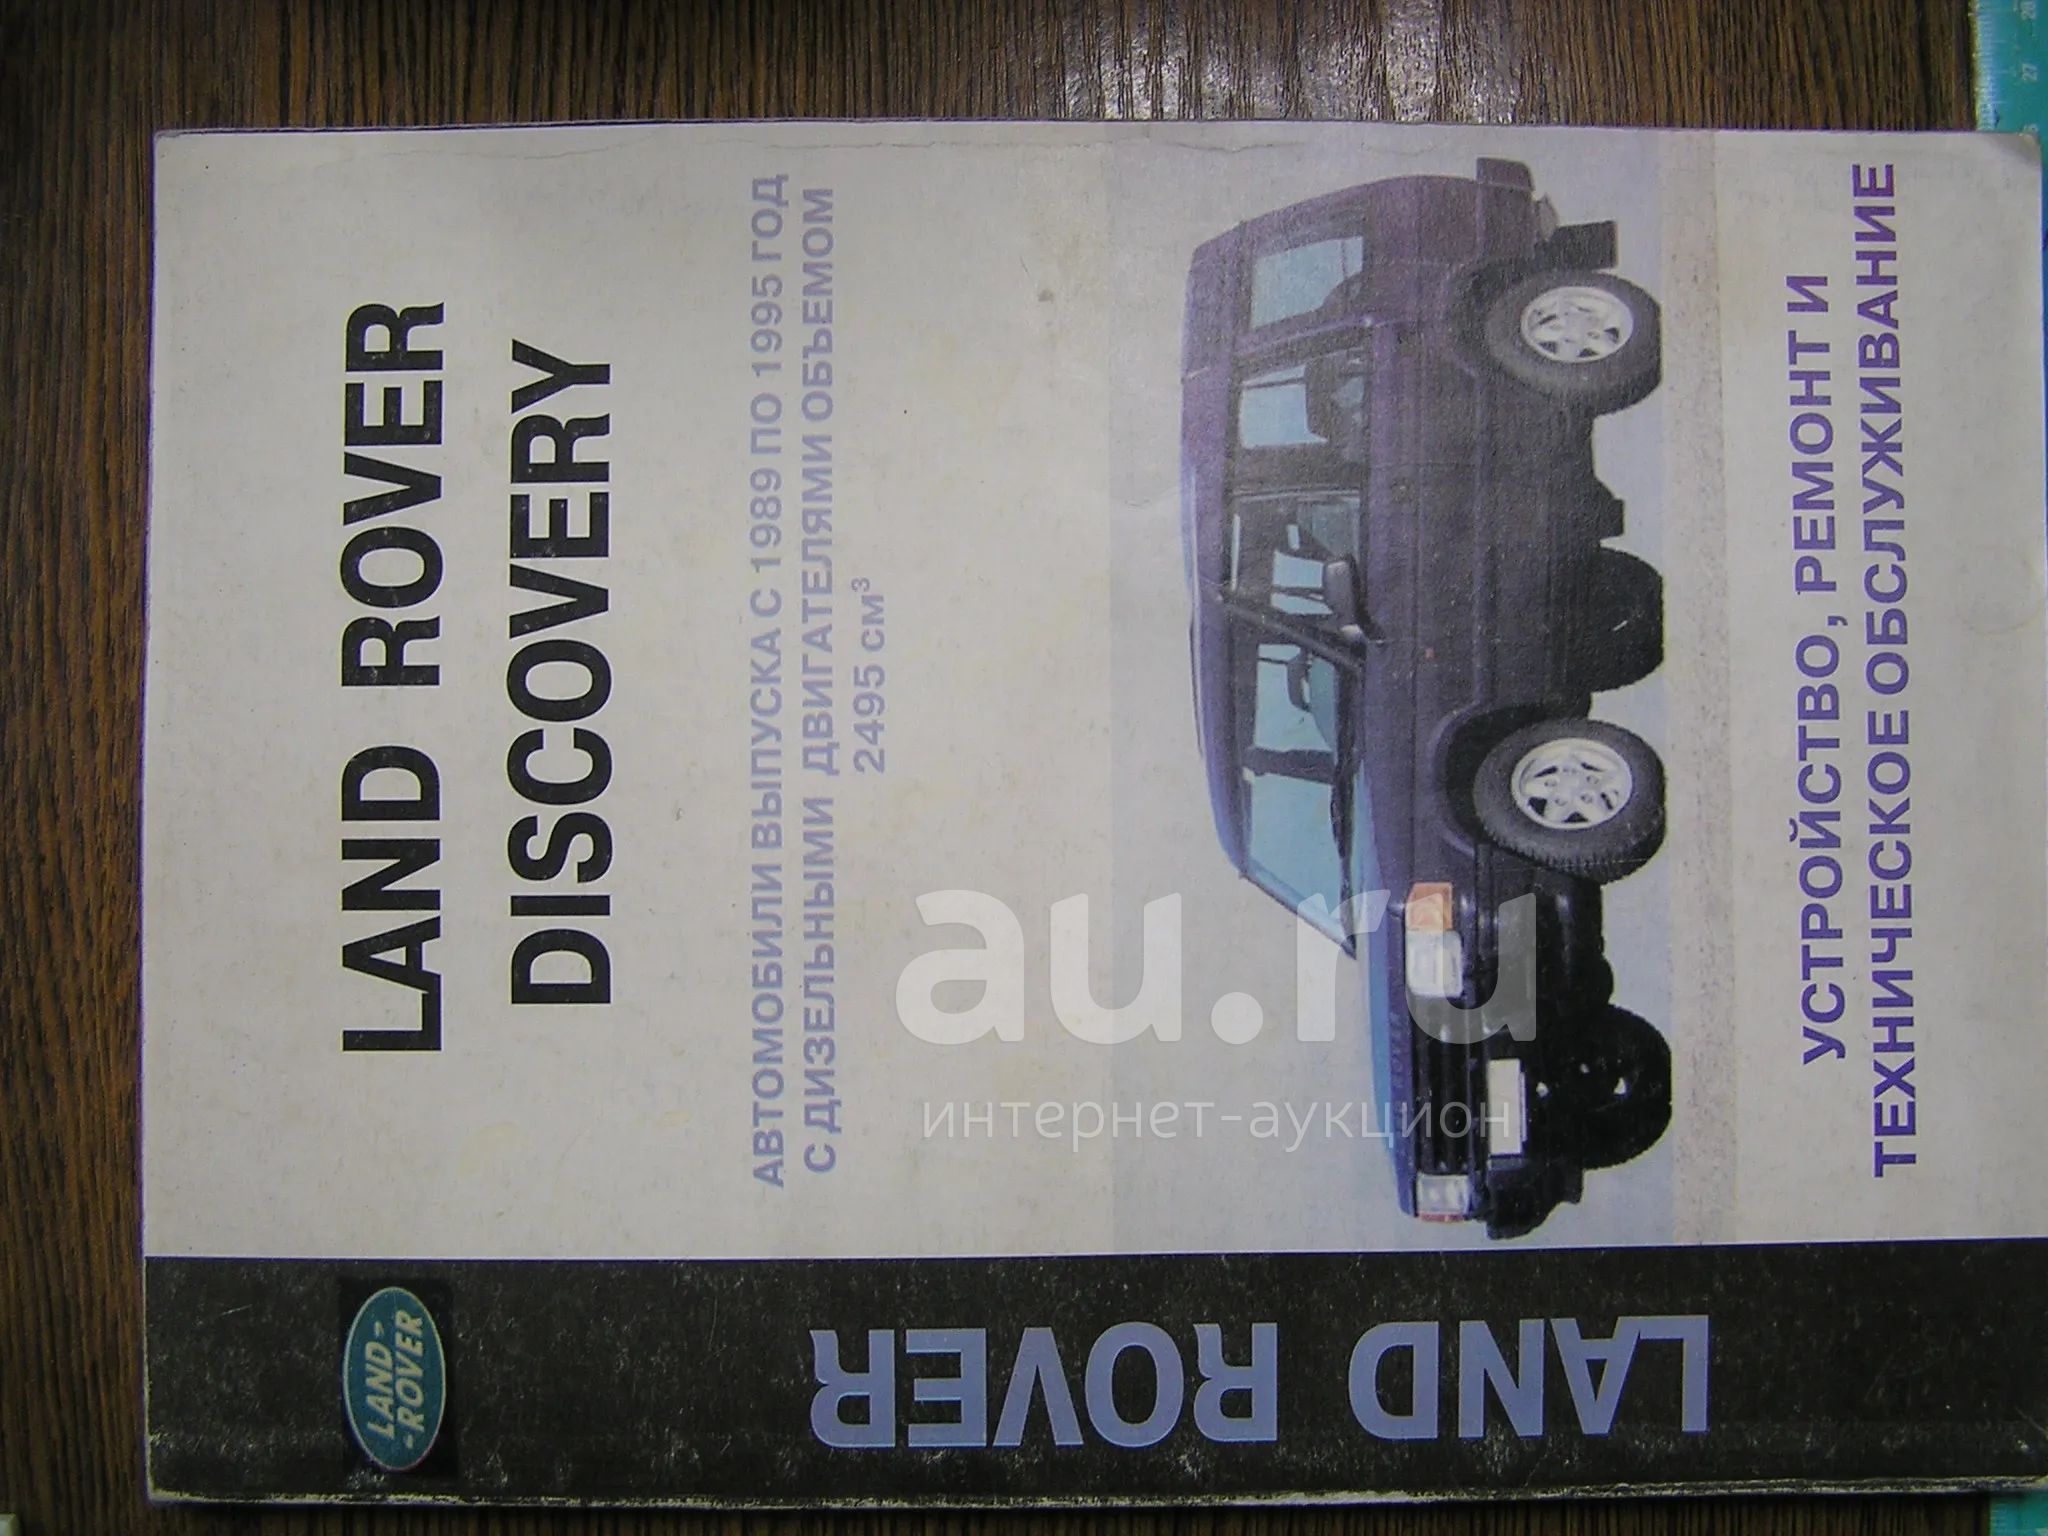 LAND ROVER
DISCOVERY
АВТОМОБИЛИ ВЫПУСКА С 1989 ПО 1995 ГОД
С ДИЗЕЛЬНЫМИ ДВИГАТЕЛЯМИ ОБЪЕМОМ
2495 см³
УСТРОЙСТВО, РЕМОНТ И
ТЕХНИЧЕСКОЕ ОБСЛУЖИВАНИЕ
LAND-
-ROVER
LAND ROVER
au.ru
интернет-аукцион
27